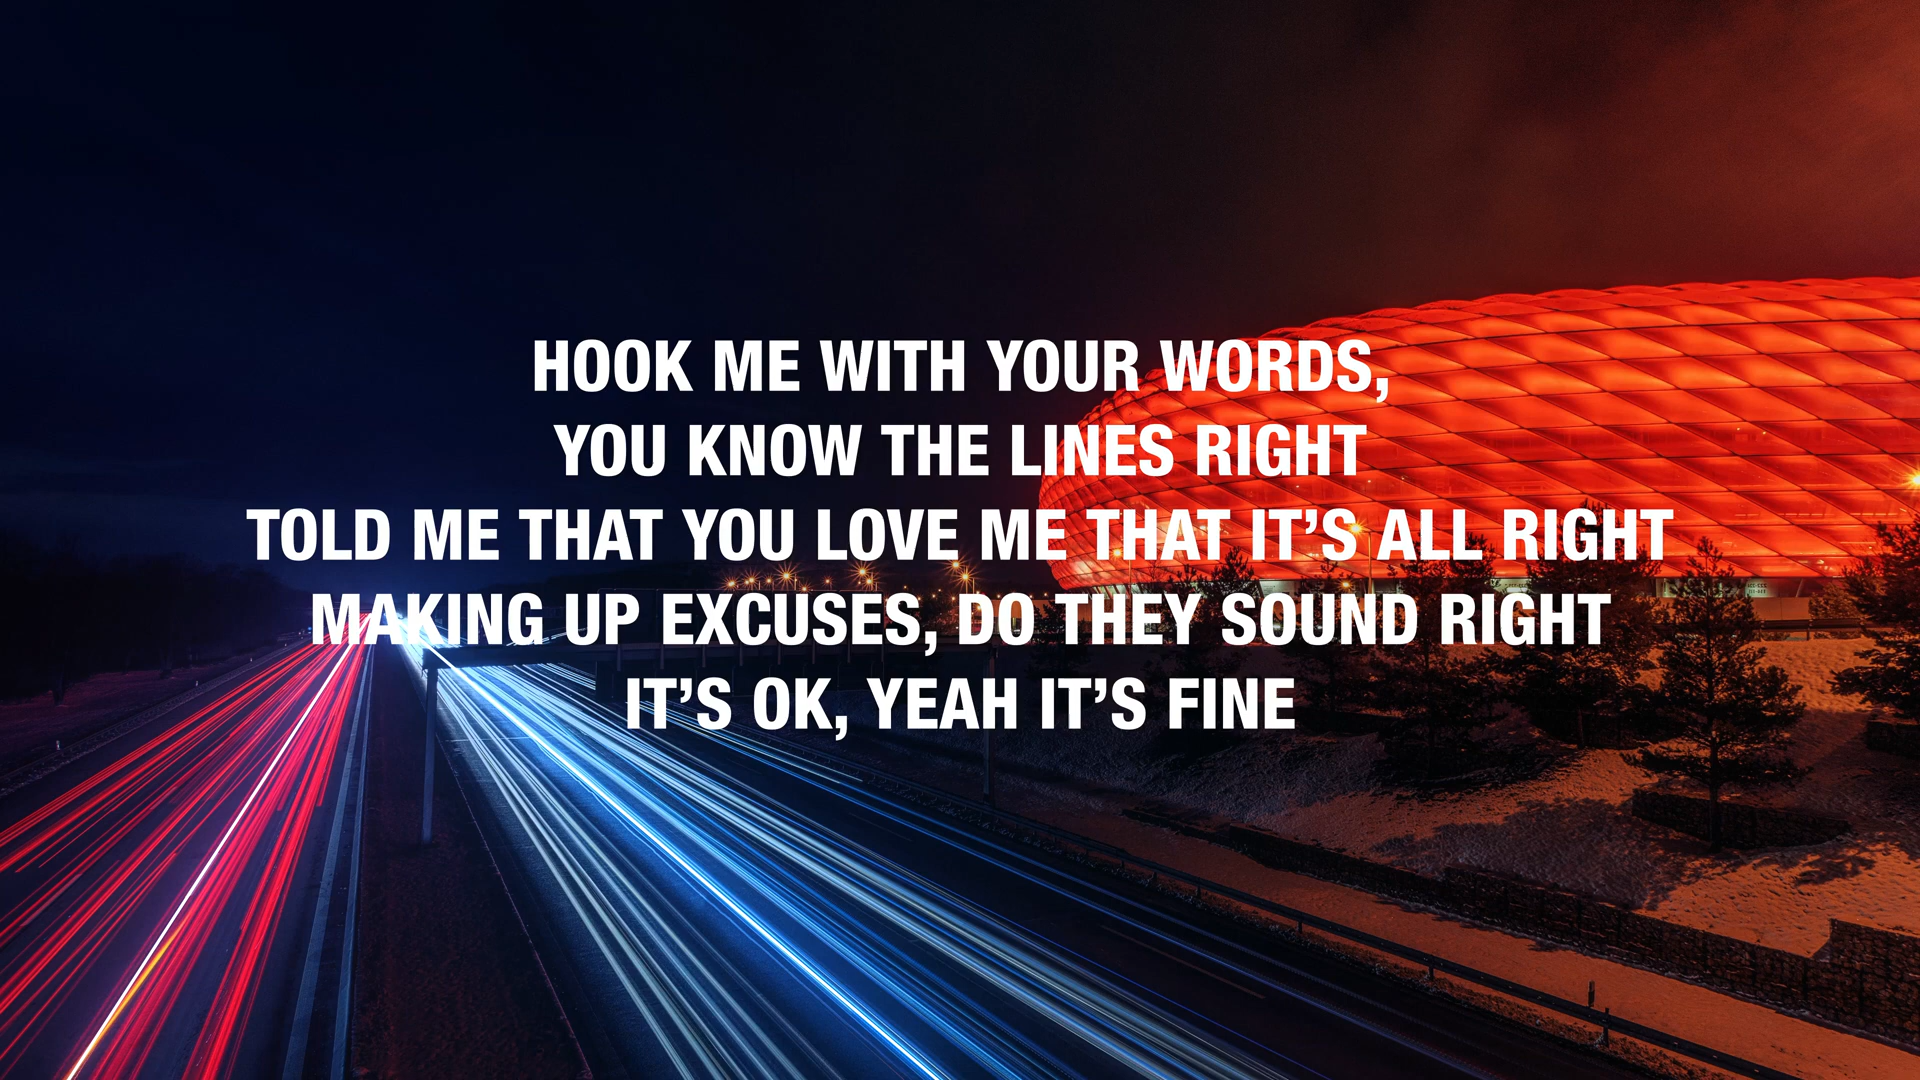 HOOK ME WITH YOUR WORDS,
YOU KNOW THE LINES RIGHT
TOLD ME THAT YOU LOVE ME THAT IT’S ALL RIGHT
MAKING UP EXCUSES, DO THEY SOUND RIGHT
IT’S OK, YEAH IT’S FINE